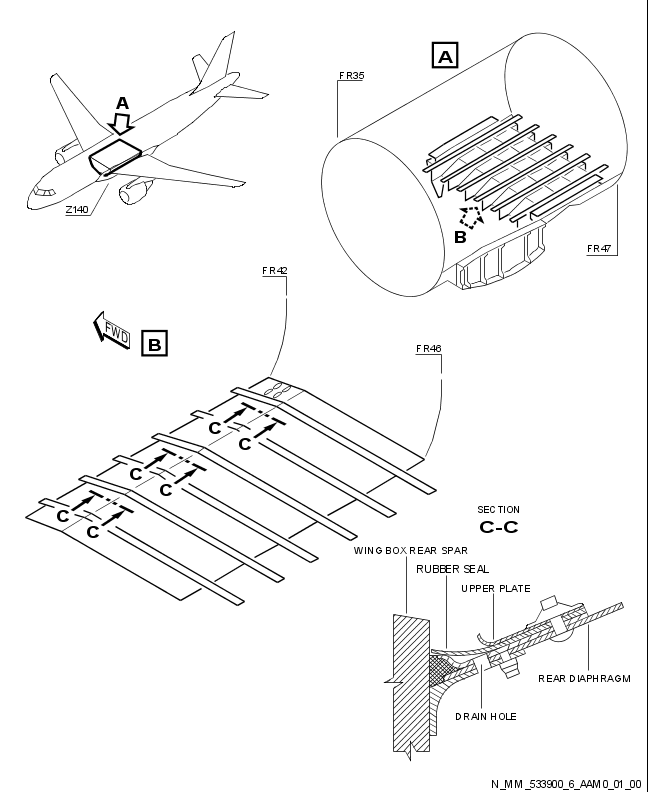 A
Z140
A
FR35
B
FR47
FR42
FWD
B
FR46
C
C
C
C
C
C
SECTION
C-C
WING BOX REAR SPAR
RUBBER SEAL
UPPER PLATE
REAR DIAPHRAGM
DRAIN HOLE
N_MM_533900_6_AAM0_01_00